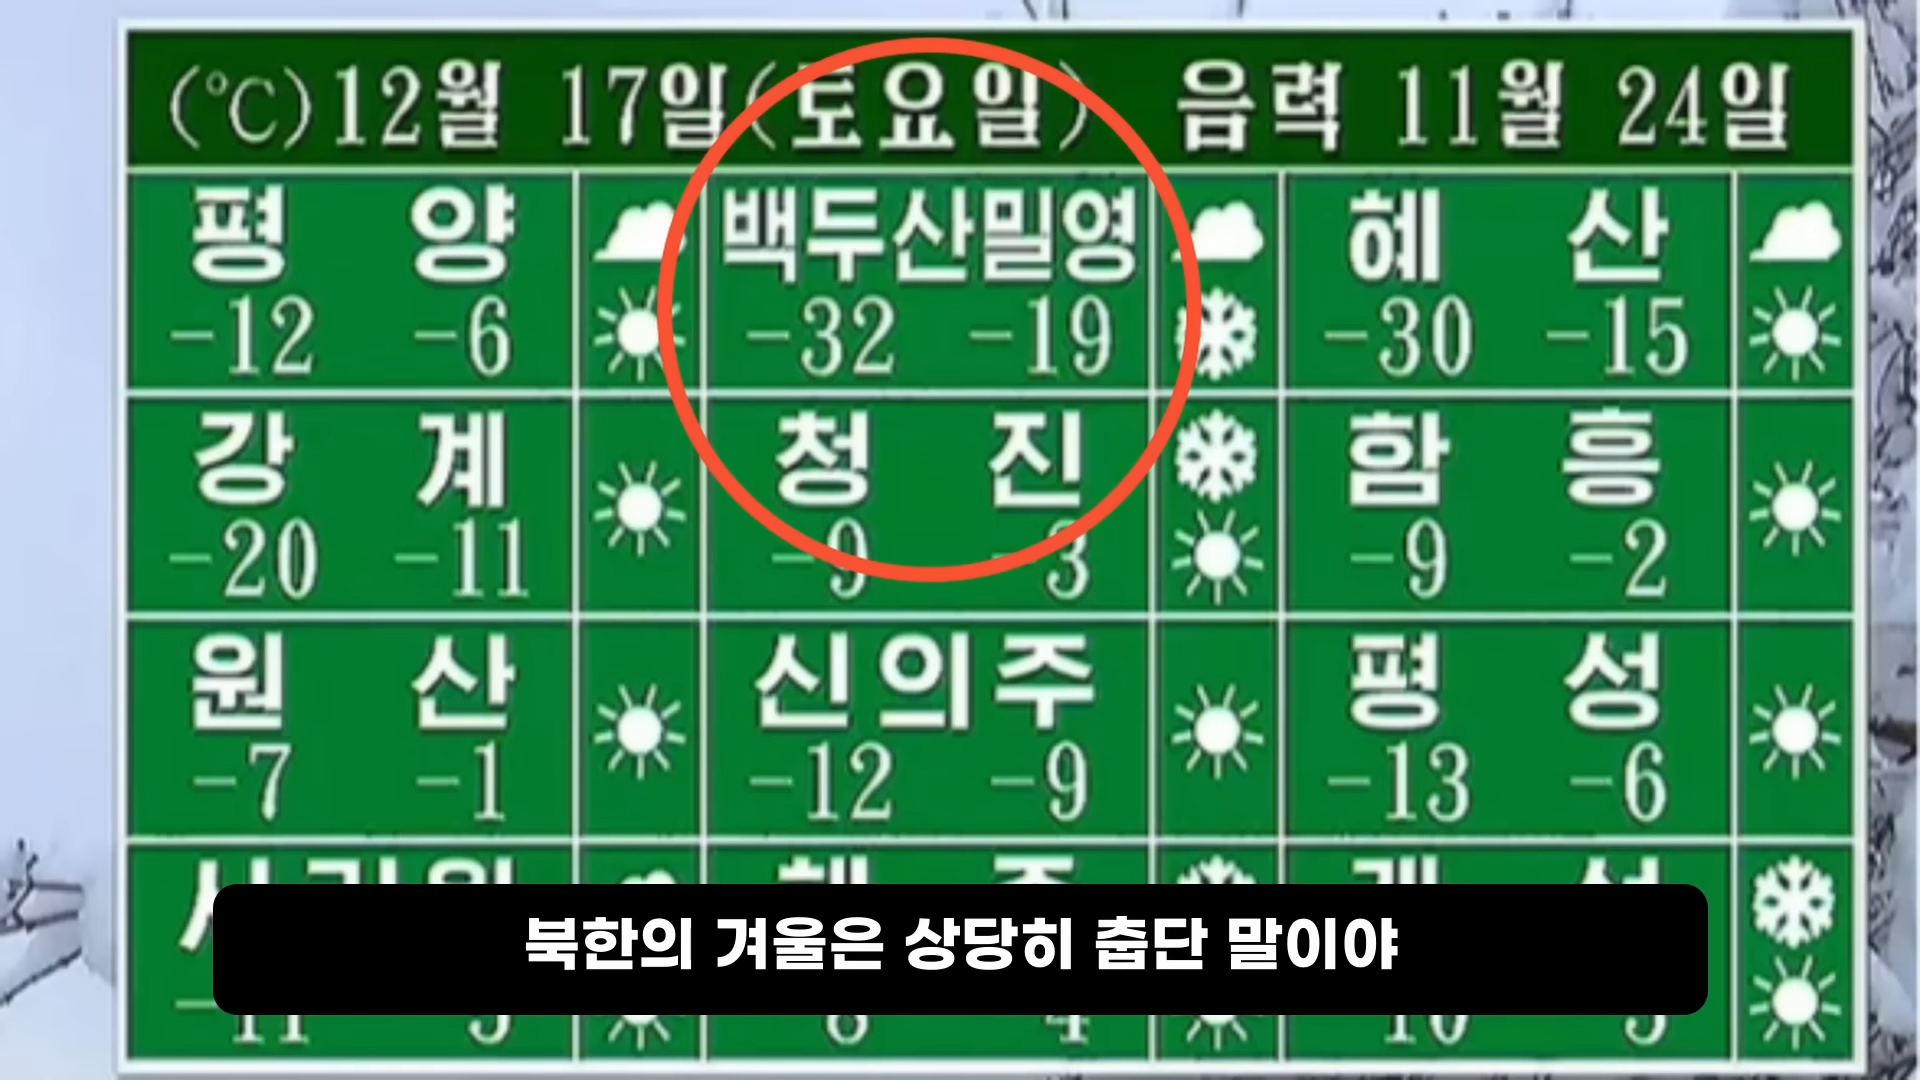 (℃)12월 17일(토요일) 음력 11월 24일
평양 백두산밀영 혜산
-12 -6 -32 -19 -30 -15
강계 청진 함흥
-20 -11 -9 -3 -9 -2
원산 신의주 평성
-7 -1 -12 -9 -13 -6
북한의 겨울은 상당히 춥단 말이야